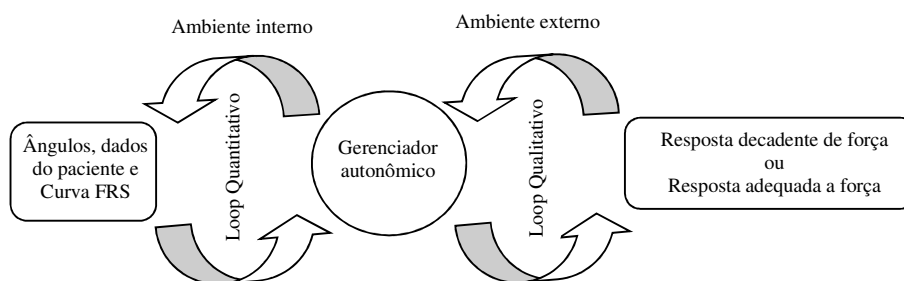 Ambiente interno
Ambiente externo
Ângulos, dados
do paciente e
Curva FRS
Loop Quantitativo
Gerenciador
autonômico
Loop Qualitativo
Resposta decadente de força
ou
Resposta adequada a força